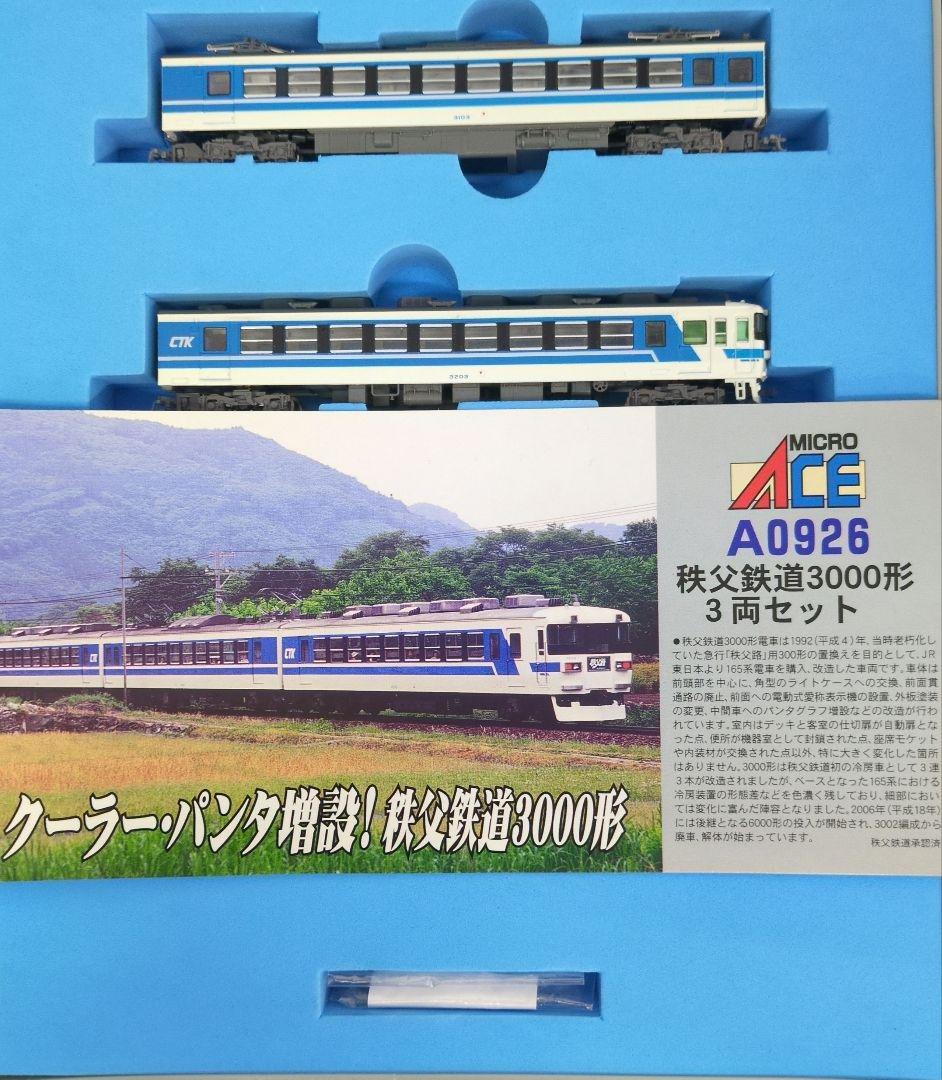 3103
CTK
3203
MICRO
ACE
A0926
秩父鉄道3000形
3両セット
●秩父鉄道3000形電車は1992(平成4)年、当時老朽化し
ていた急行「秩父路」用300形の置換えを目的として、JR
東日本より165系電車を購入、改造した車両です。車体は
前頭部を中心に、角型のライトケースへの交換、前面貫
通路の廃止、前面への電動式愛称表示機の設置、外板塗装
の変更、中間車へのパンタグラフ増設などの改造が行わ
れています。室内はデッキと客室の仕切扉が自動扉とな
った点、便所が機器室として封鎖された点、座席モケット
や内装材が交換された点以外、特に大きく変化した箇所
はありません。3000形は秩父鉄道初の冷房車として3連
3本が改造されましたが、ベースとなった165系における
冷房装置の形態差などを色濃く残しており、細部におい
ては変化に富んだ陣容となりました。2006年(平成18年)
には後継となる6000形の投入が開始され、3002編成から
廃車、解体が始まっています。
秩父鉄道承認済
CTK
秩父路
クーラー・パンタ増設!秩父鉄道3000形